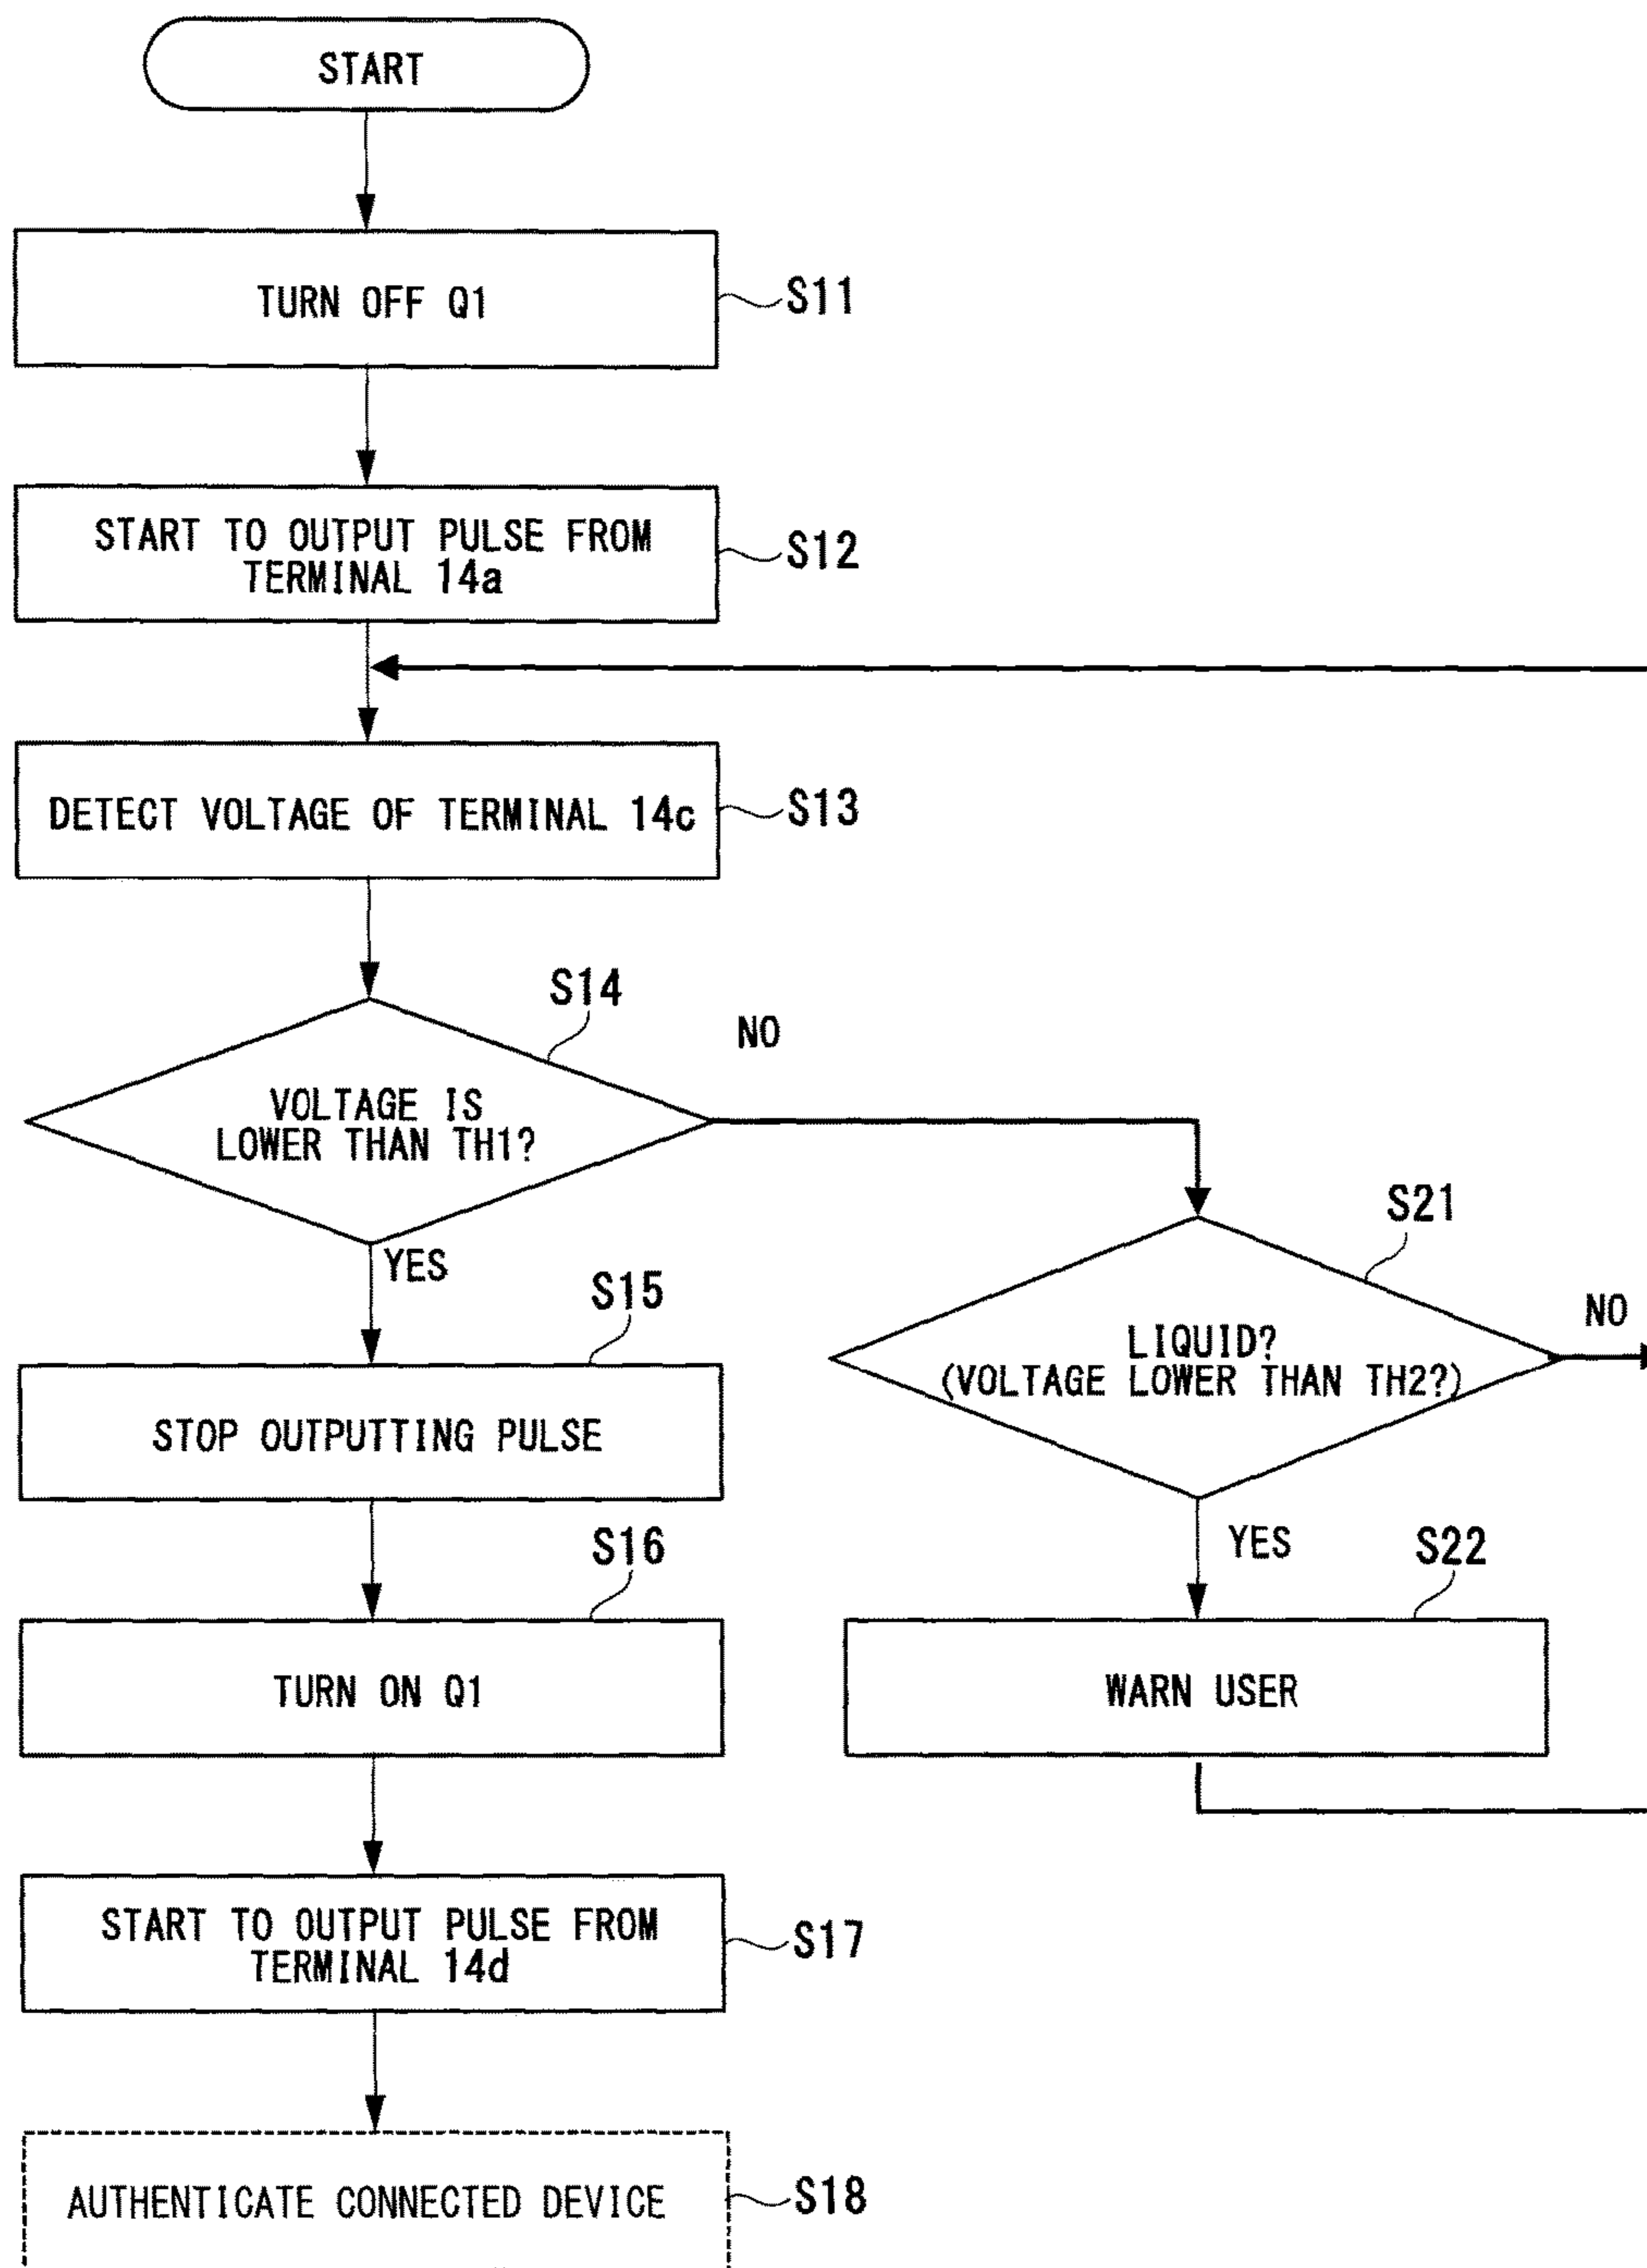 START
TURN OFF Q1
S11
START TO OUTPUT PULSE FROM
TERMINAL 14a
S12
DETECT VOLTAGE OF TERMINAL 14c
S13
S14
NO
VOLTAGE IS
LOWER THAN TH1?
YES
S21
NO
LIQUID?
(VOLTAGE LOWER THAN TH2?)
YES
S15
STOP OUTPUTTING PULSE
S16
TURN ON Q1
S22
WARN USER
START TO OUTPUT PULSE FROM
TERMINAL 14d
S17
AUTHENTICATE CONNECTED DEVICE
S18